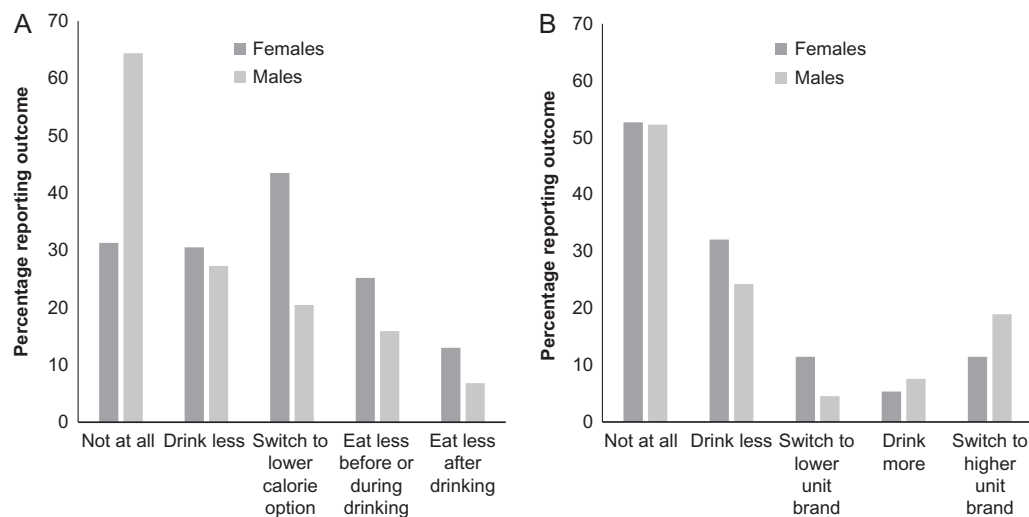 A
Percentage reporting outcome
70
60
50
40
30
20
10
0
Females
Males
Not at all
Drink less
Switch to
lower
calorie
option
Eat less
before or
during
drinking
Eat less
after
drinking
B
Percentage reporting outcome
70
60
50
40
30
20
10
0
Females
Males
Not at all
Drink less
Switch to
lower
unit
brand
Drink
more
Switch to
higher
unit
brand